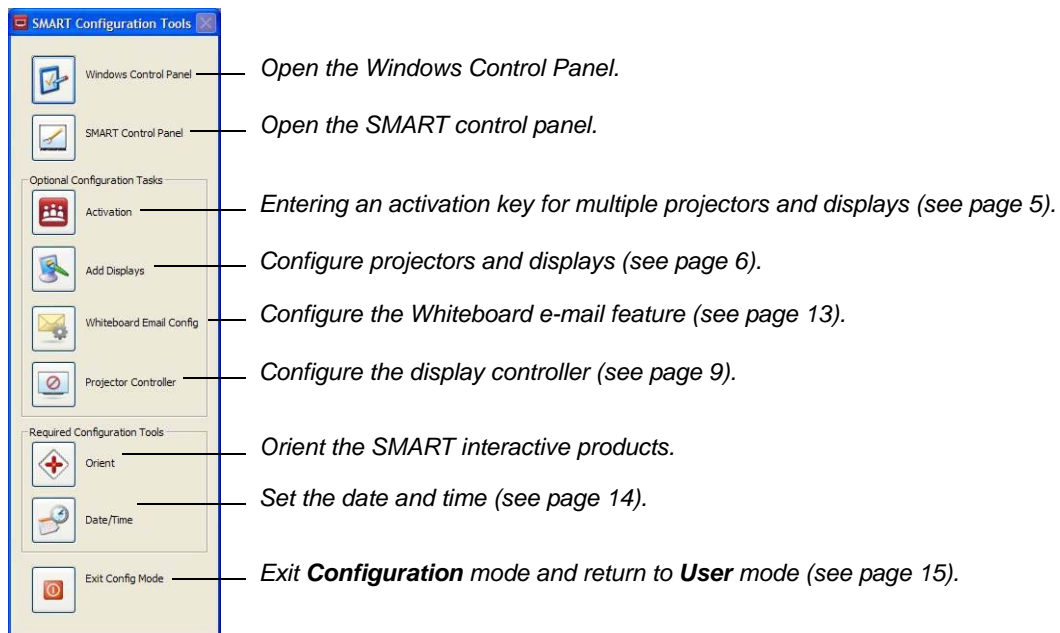 SMART Configuration Tools
Windows Control Panel
Open the Windows Control Panel.
SMART Control Panel
Open the SMART control panel.
Optional Configuration Tasks
Activation
Entering an activation key for multiple projectors and displays (see page 5).
Add Displays
Configure projectors and displays (see page 6).
Whiteboard Email Config
Configure the Whiteboard e-mail feature (see page 13).
Projector Controller
Configure the display controller (see page 9).
Required Configuration Tools
Orient
Orient the SMART interactive products.
Date/Time
Set the date and time (see page 14).
Exit Config Mode
Exit Configuration mode and return to User mode (see page 15).